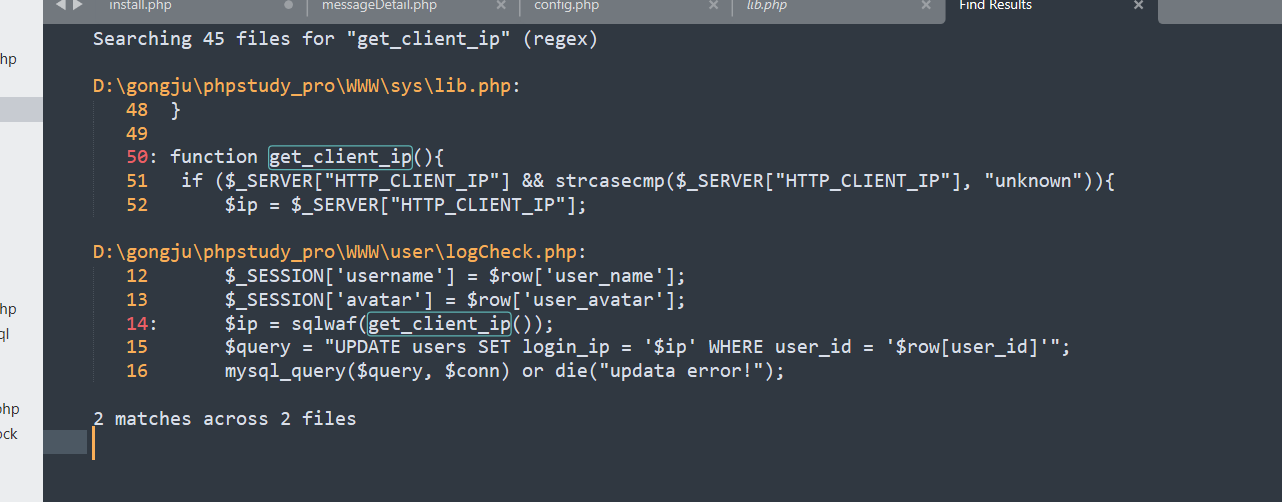 install.php messageDetail.php config.php lib.php Find Results
Searching 45 files for "get_client_ip" (regex)
hp
D:\gongju\phpstudy_pro\WWW\sys\lib.php:
48 }
49
50: function get_client_ip(){
51 if ($_SERVER["HTTP_CLIENT_IP"] && strcasecmp($_SERVER["HTTP_CLIENT_IP"], "unknown")){
52 $ip = $_SERVER["HTTP_CLIENT_IP"];
D:\gongju\phpstudy_pro\WWW\user\logCheck.php:
12 $_SESSION['username'] = $row['user_name'];
13 $_SESSION['avatar'] = $row['user_avatar'];
hp
14: $ip = sqlwaf(get_client_ip());
ql
15 $query = "UPDATE users SET login_ip = '$ip' WHERE user_id = '$row[user_id]'";
16 mysql_query($query, $conn) or die("updata error!");
php
2 matches across 2 files
ock